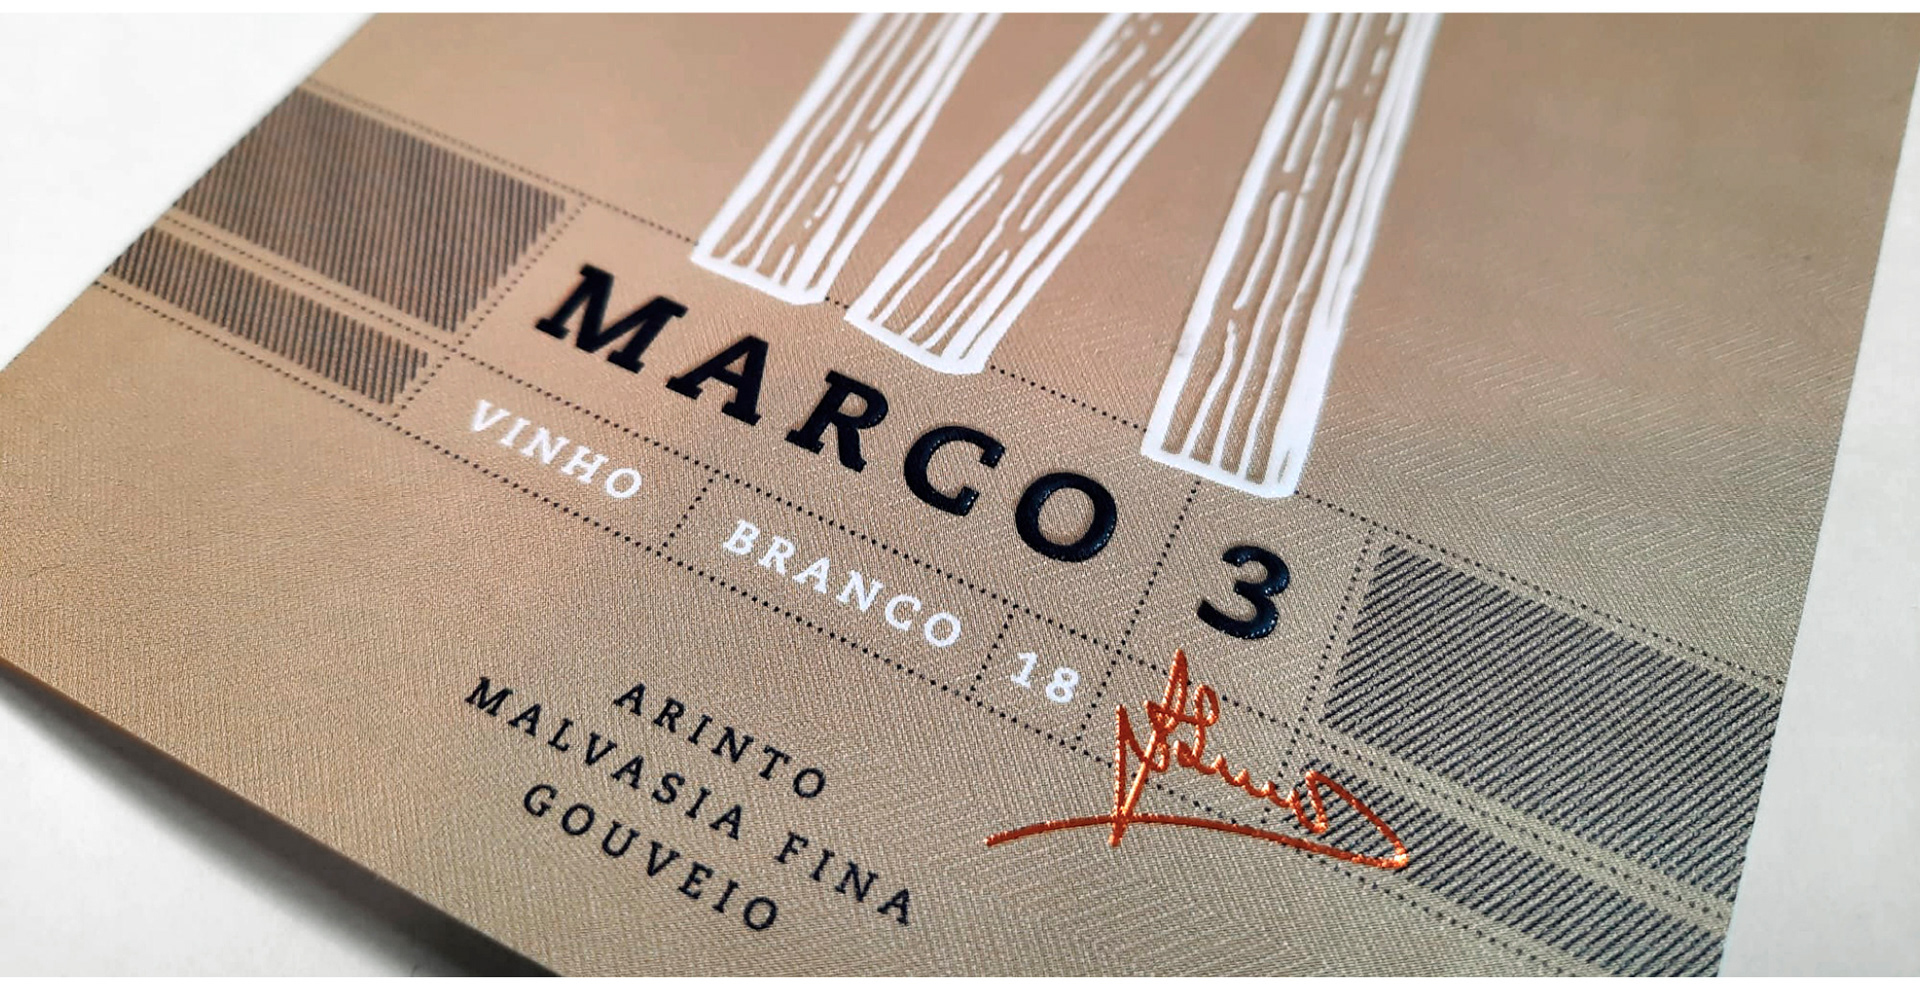 MARCO 3
VINHO BRANCO 18
ARINTO
MALVASIA FINA
GOUVEIO